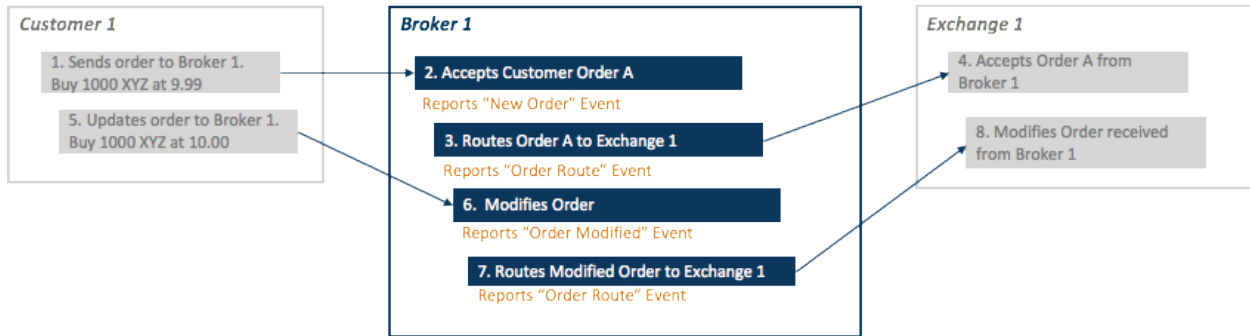 Customer 1
1. Sends order to Broker 1.
Buy 1000 XYZ at 9.99
5. Updates order to Broker 1.
Buy 1000 XYZ at 10.00
Broker 1
2. Accepts Customer Order A
Reports "New Order" Event
3. Routes Order A to Exchange 1
Reports "Order Route" Event
6. Modifies Order
Reports "Order Modified" Event
7. Routes Modified Order to Exchange 1
Reports "Order Route" Event
Exchange 1
4. Accepts Order A from
Broker 1
8. Modifies Order received
from Broker 1